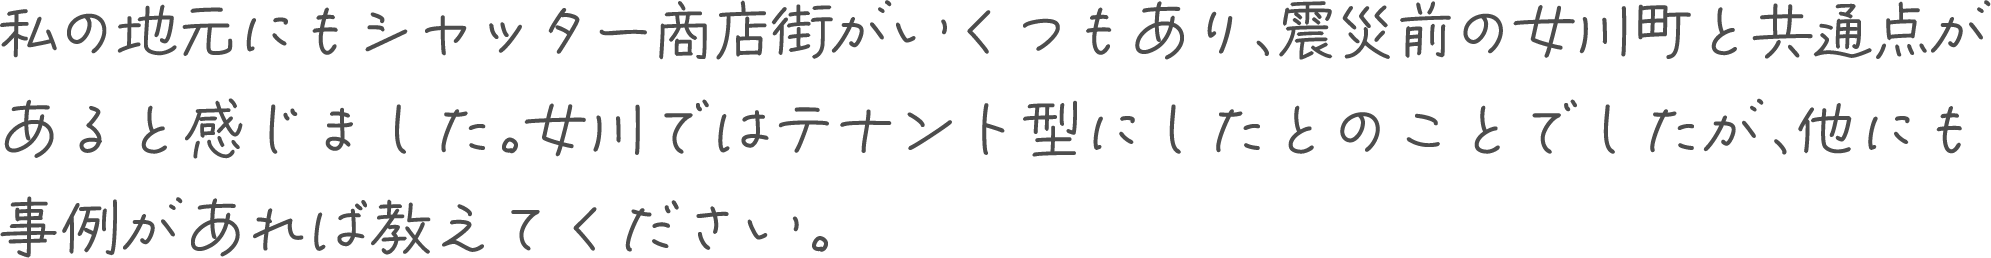 私の地元にもシャッター商店街がいくつもあり、震災前の女川町と共通点が
あると感じました。女川ではテナント型にしたとのことでしたが、他にも
事例があれば教えてください。